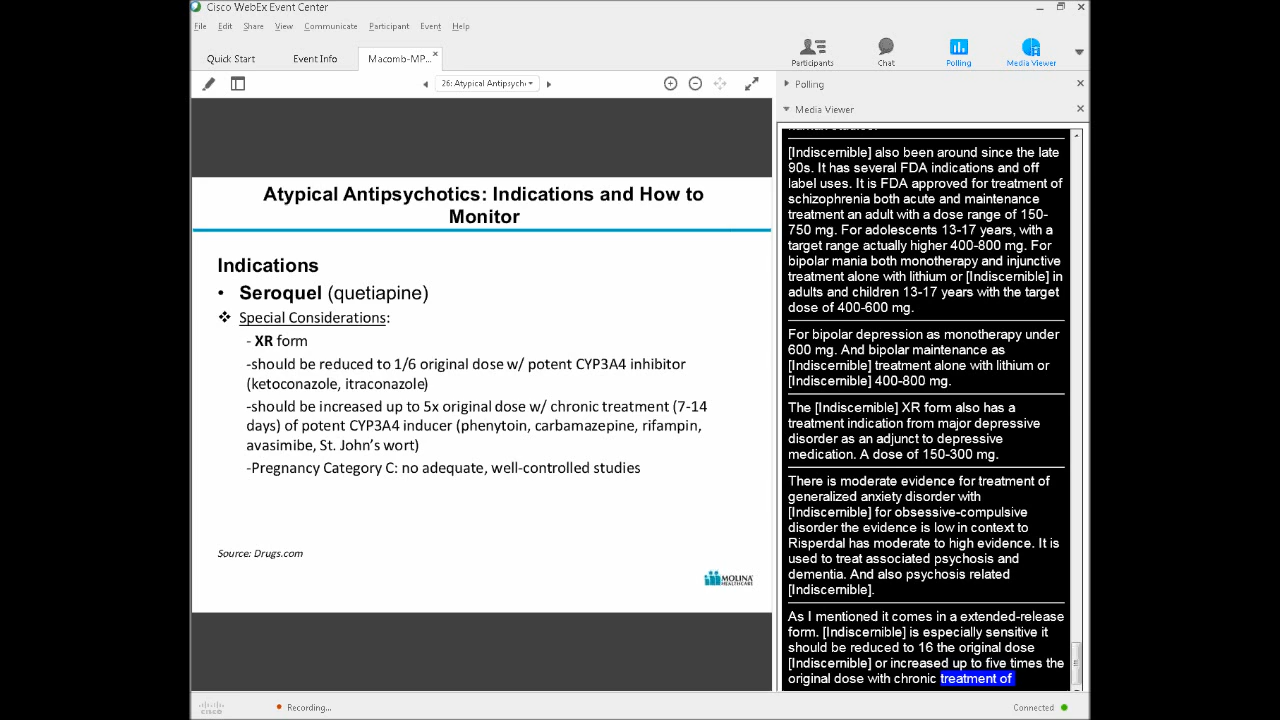 Cisco WebEx Event Center
File Edit Share View Communicate Participant Event Help
Quick Start Event Info Macomb-MP...
Participants Chat Polling Media Viewer
26: Atypical Antipsych
Polling
Media Viewer
Atypical Antipsychotics: Indications and How to
Monitor
Indications
• Seroquel (quetiapine)
❖ Special Considerations:
- XR form
-should be reduced to 1/6 original dose w/ potent CYP3A4 inhibitor
(ketoconazole, itraconazole)
-should be increased up to 5x original dose w/ chronic treatment (7-14
days) of potent CYP3A4 inducer (phenytoin, carbamazepine, rifampin,
avasimibe, St. John's wort)
-Pregnancy Category C: no adequate, well-controlled studies
Source: Drugs.com
MOLINA
HEALTHCARE
[Indiscernible] also been around since the late
90s. It has several FDA indications and off
label uses. It is FDA approved for treatment of
schizophrenia both acute and maintenance
treatment an adult with a dose range of 150-
750 mg. For adolescents 13-17 years, with a
target range actually higher 400-800 mg. For
bipolar mania both monotherapy and injunctive
treatment alone with lithium or [Indiscernible] in
adults and children 13-17 years with the target
dose of 400-600 mg.
For bipolar depression as monotherapy under
600 mg. And bipolar maintenance as
[Indiscernible] treatment alone with lithium or
[Indiscernible] 400-800 mg.
The [Indiscernible] XR form also has a
treatment indication from major depressive
disorder as an adjunct to depressive
medication. A dose of 150-300 mg.
There is moderate evidence for treatment of
generalized anxiety disorder with
[Indiscernible] for obsessive-compulsive
disorder the evidence is low in context to
Risperdal has moderate to high evidence. It is
used to treat associated psychosis and
dementia. And also psychosis related
[Indiscernible].
As I mentioned it comes in a extended-release
form. [Indiscernible] is especially sensitive it
should be reduced to 16 the original dose
[Indiscernible] or increased up to five times the
original dose with chronic treatment of
cisco
Recording...
Connected